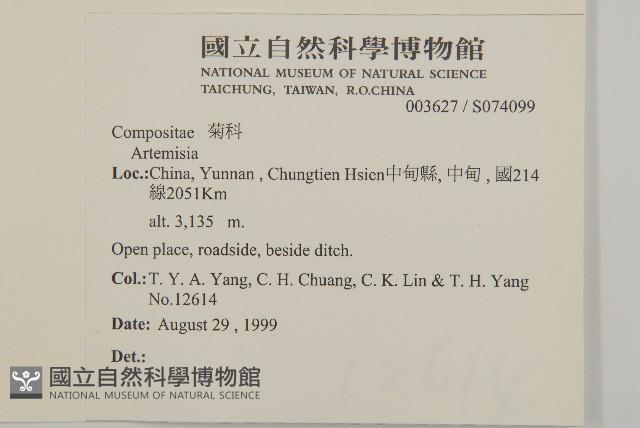 國立自然科學博物館
NATIONAL MUSEUM OF NATURAL SCIENCE
TAICHUNG, TAIWAN, R.O.CHINA
003627 / S074099
Compositae 菊科
Artemisia
Loc.:China, Yunnan , Chungtien Hsien中甸縣, 中甸 , 國214
線2051Km
alt. 3,135 m.
Open place, roadside, beside ditch.
Col.: T. Y. A. Yang, C. H. Chuang, C. K. Lin & T. H. Yang
No.12614
Date: August 29 , 1999
Det.:
國立自然科學博物館
NATIONAL MUSEUM OF NATURAL SCIENCE